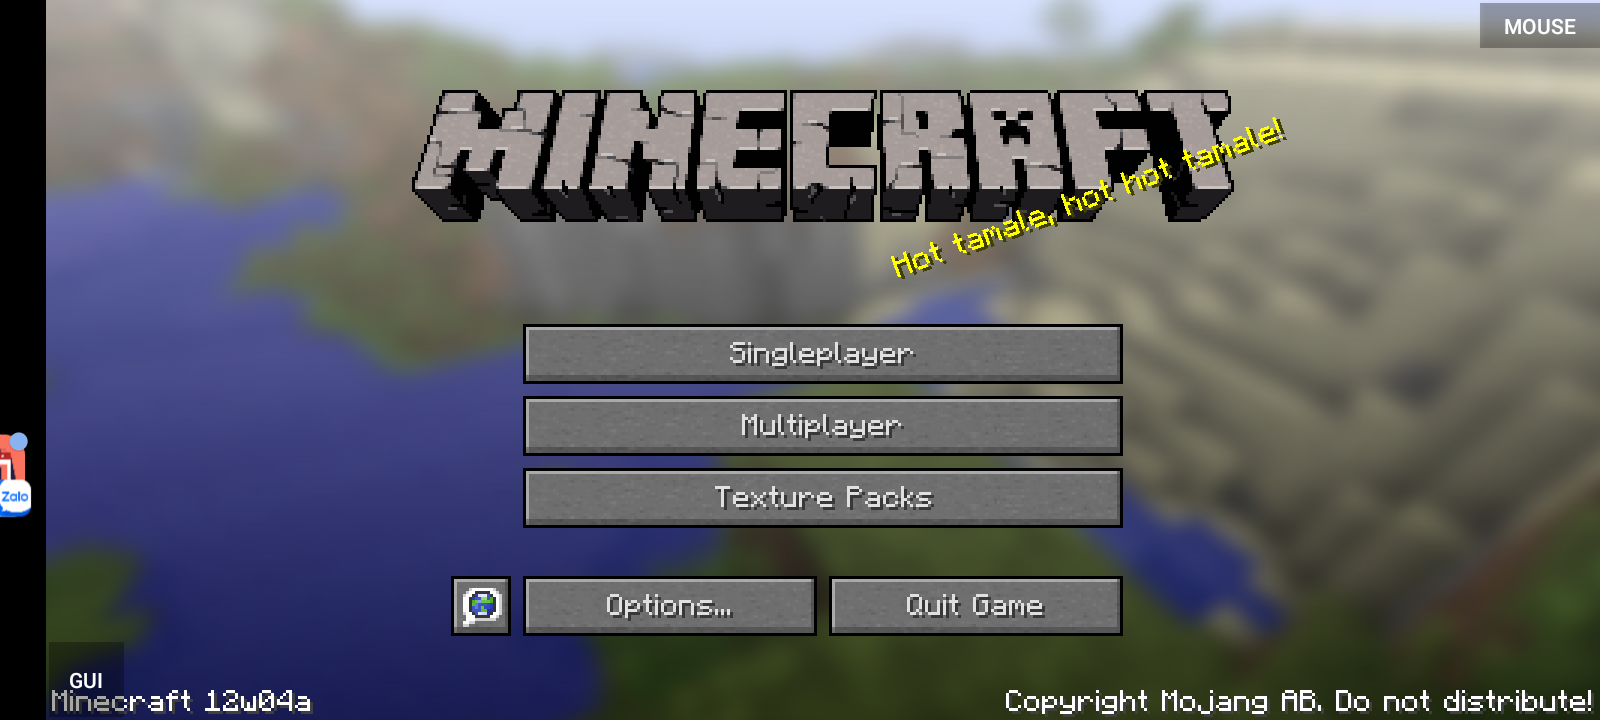 MOUSE
MINECRAFT
Hot tamale, hot hot tamale!
Singleplayer
Multiplayer
Texture Packs
Zalo
Options...
Quit Game
GUI
Minecraft 12w04a
Copyright Mojang AB. Do not distribute!